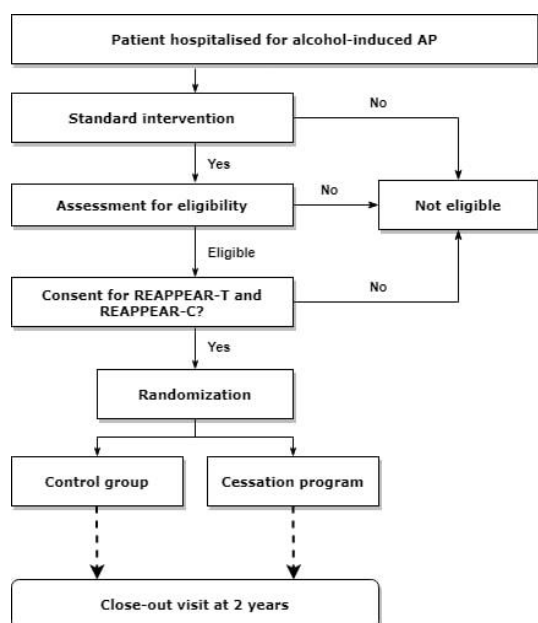 Patient hospitalised for alcohol-induced AP
Standard intervention
No
Yes
Assessment for eligibility
No
Not eligible
Eligible
Consent for REAPPEAR-T and
REAPPEAR-C?
No
Yes
Randomization
Control group
Cessation program
Close-out visit at 2 years